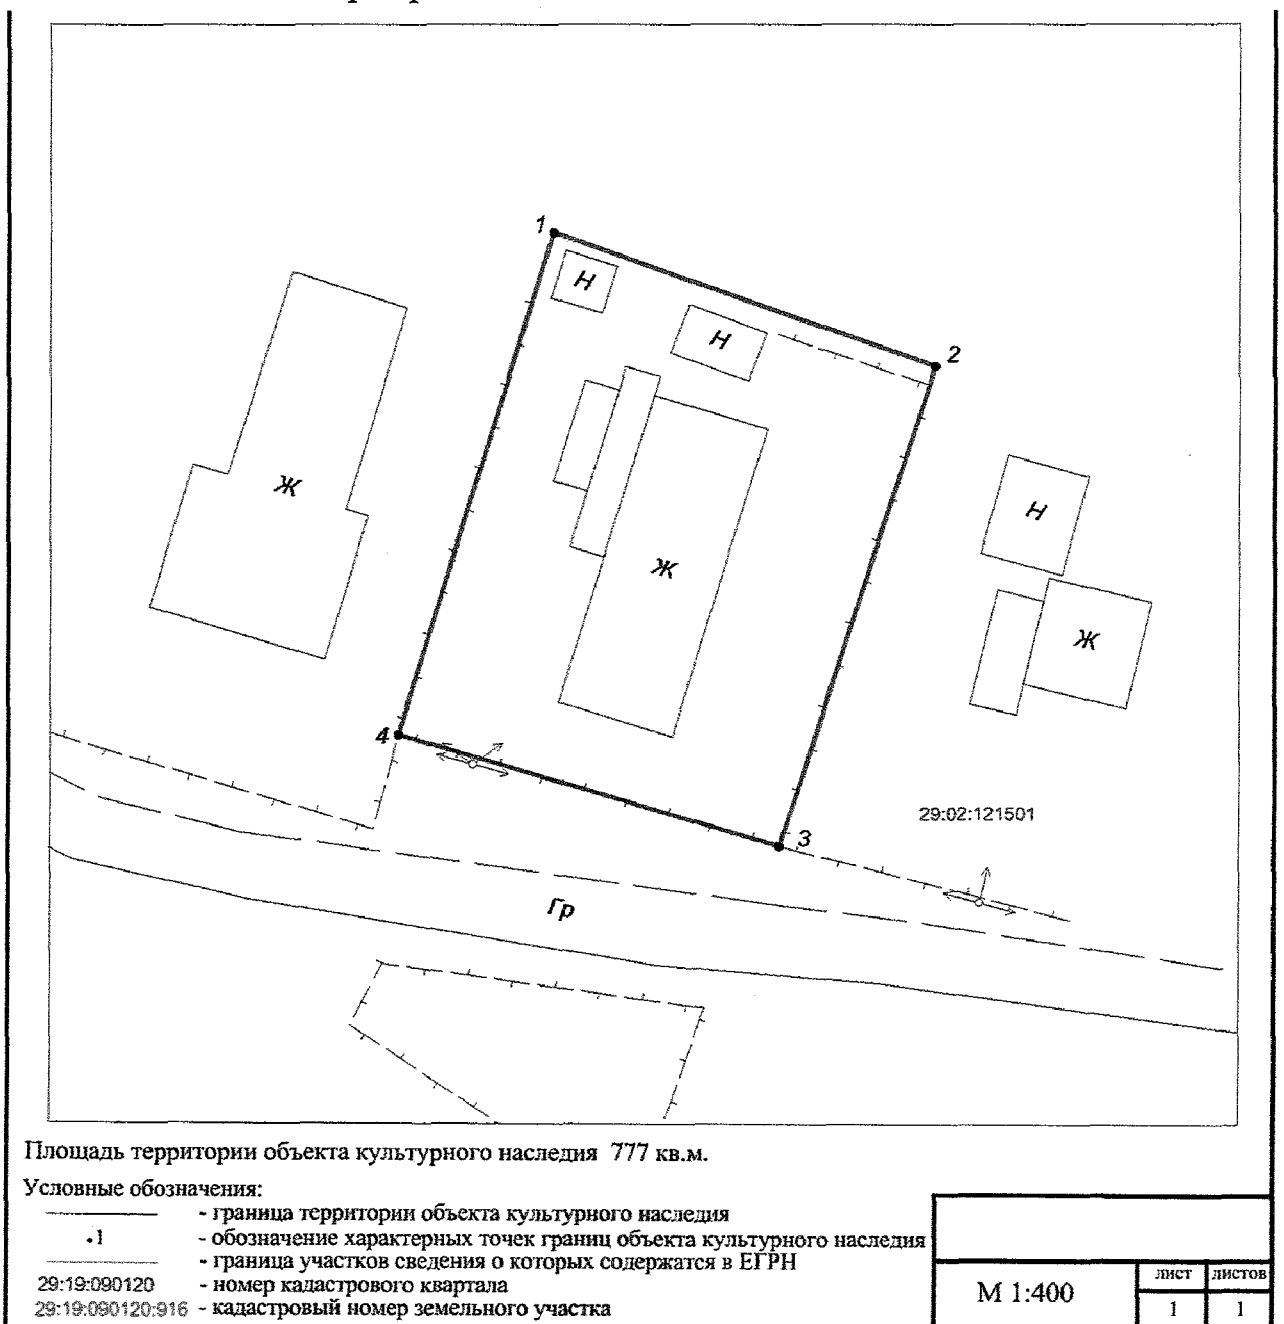 1
Н
Н
2
Ж
Н
Ж
Ж
4
29:02:121501
3
Гр
Площадь территории объекта культурного наследия 777 кв.м.
Условные обозначения:
- граница территории объекта культурного наследия
.1 - обозначение характерных точек границ объекта культурного наследия
- граница участков сведения о которых содержатся в ЕГРН
29:19:090120 - номер кадастрового квартала
29:19:090120:916 - кадастровый номер земельного участка
М 1:400
лист листов
1 1